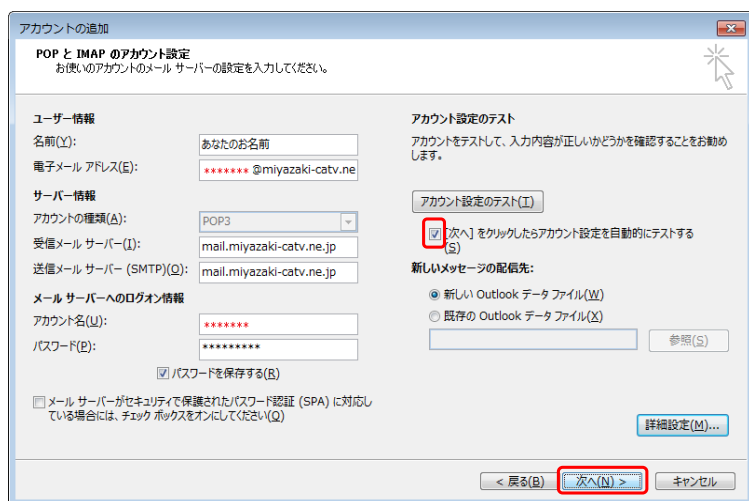 アカウントの追加
POP と IMAP のアカウント設定
お使いのアカウントのメール サーバーの設定を入力してください。
ユーザー情報
名前(Y):
あなたのお名前
電子メール アドレス(E):
******* @miyazaki-catv.ne
サーバー情報
アカウントの種類(A):
POP3
受信メール サーバー(I):
mail.miyazaki-catv.ne.jp
送信メール サーバー (SMTP)(O):
mail.miyazaki-catv.ne.jp
メール サーバーへのログオン情報
アカウント名(U):
*******
パスワード(P):
*********
パスワードを保存する(R)
メール サーバーがセキュリティで保護されたパスワード認証 (SPA) に対応し
ている場合には、チェック ボックスをオンにしてください(Q)
アカウント設定のテスト
アカウントをテストして、入力内容が正しいかどうかを確認することをお勧め
します。
アカウント設定のテスト(T)
[次へ] をクリックしたらアカウント設定を自動的にテストする
(S)
新しいメッセージの配信先:
新しい Outlook データ ファイル(W)
既存の Outlook データ ファイル(X)
参照(S)
詳細設定(M)...
< 戻る(B)
次へ(N) >
キャンセル